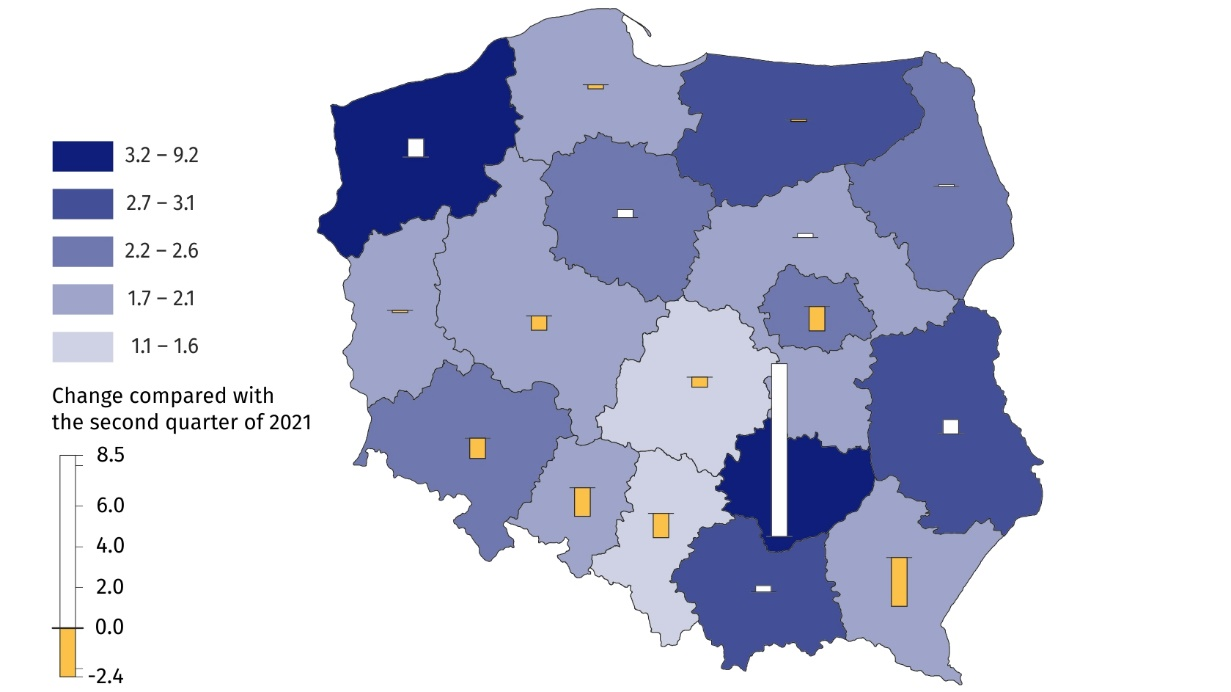 3.2 – 9.2
2.7 – 3.1
2.2 – 2.6
1.7 – 2.1
1.1 – 1.6
Change compared with
the second quarter of 2021
8.5
6.0
4.0
2.0
0.0
-2.4